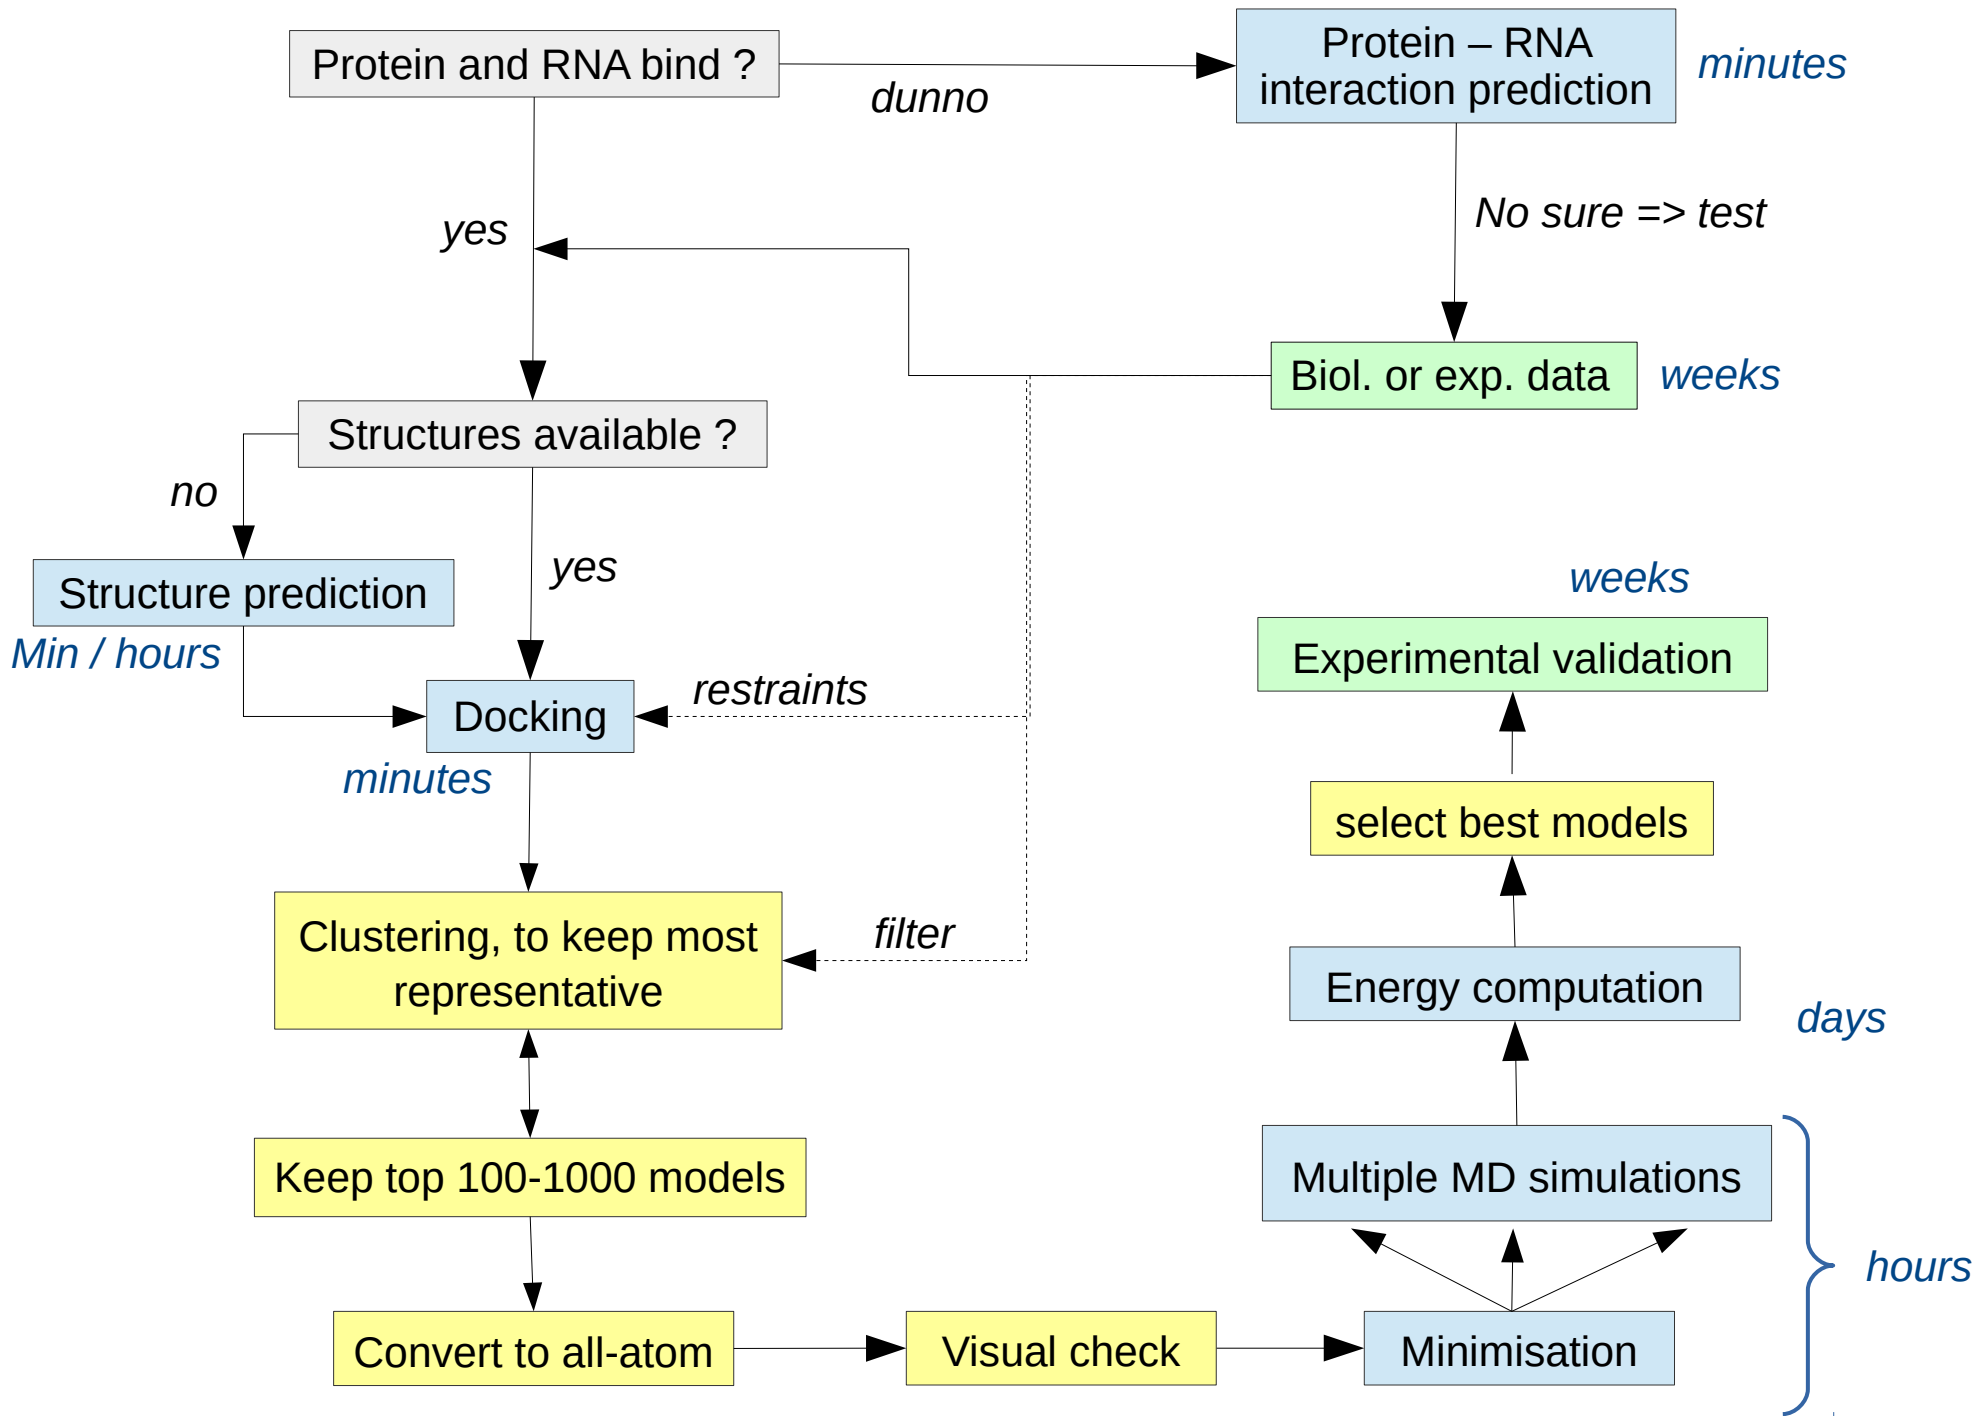 Protein and RNA bind ?
dunno
Protein – RNA
interaction prediction
minutes
yes
No sure => test
Biol. or exp. data
weeks
Structures available ?
no
yes
Structure prediction
Min / hours
Docking
restraints
minutes
Clustering, to keep most
representative
filter
Keep top 100-1000 models
Convert to all-atom
Visual check
Minimisation
Multiple MD simulations
hours
Energy computation
days
select best models
Experimental validation
weeks